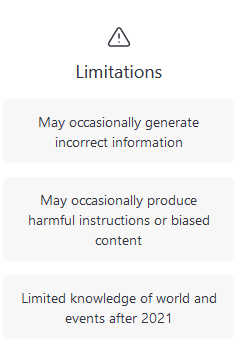 Limitations
May occasionally generate
incorrect information
May occasionally produce
harmful instructions or biased
content
Limited knowledge of world and
events after 2021